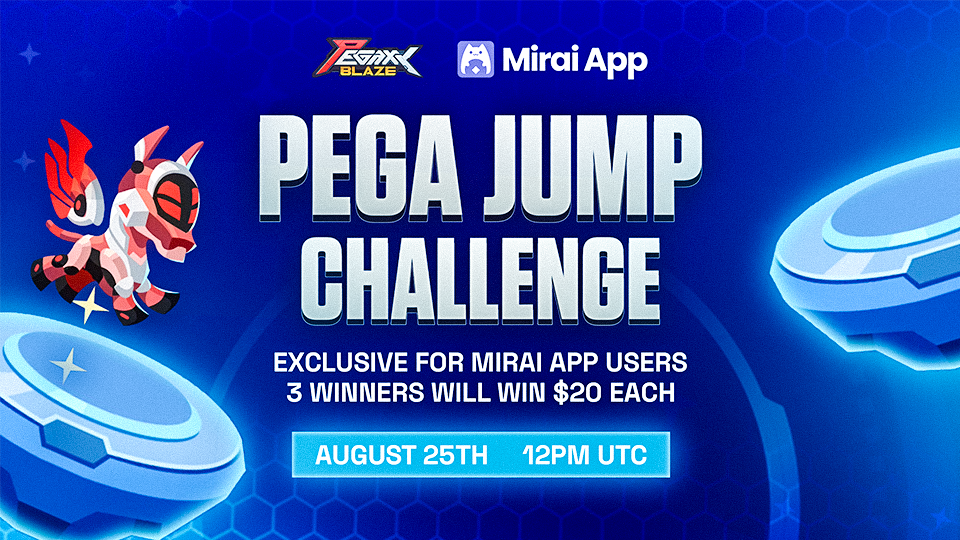 PEGAXY
BLAZE
Mirai App
PEGA JUMP
CHALLENGE
EXCLUSIVE FOR MIRAI APP USERS
3 WINNERS WILL WIN $20 EACH
AUGUST 25TH 12PM UTC